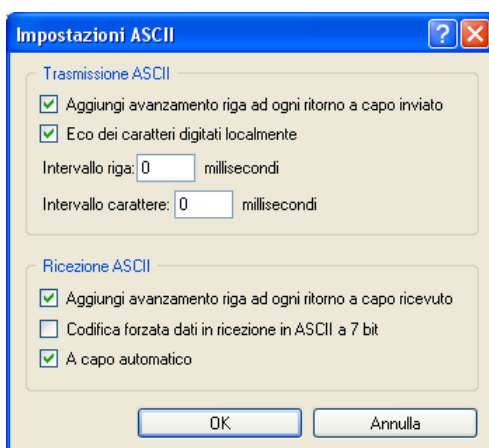 Impostazioni ASCII
Trasmissione ASCII
Aggiungi avanzamento riga ad ogni ritorno a capo inviato
Eco dei caratteri digitati localmente
Intervallo riga: 0 millisecondi
Intervallo carattere: 0 millisecondi
Ricezione ASCII
Aggiungi avanzamento riga ad ogni ritorno a capo ricevuto
Codifica forzata dati in ricezione in ASCII a 7 bit
A capo automatico
OK Annulla